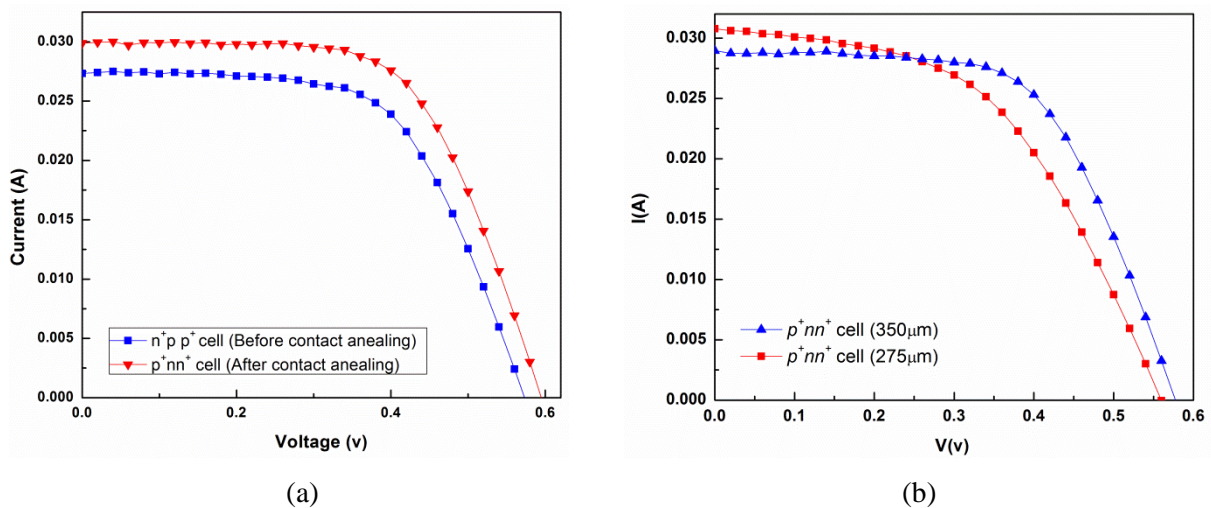 0.030
0.025
0.020
0.015
0.010
0.005
0.000
Current (A)
0.0
0.2
0.4
0.6
Voltage (v)
n⁺p p⁺ cell (Before contact anealing)
p⁺nn⁺ cell (After contact anealing)
(a)
0.030
0.025
0.020
0.015
0.010
0.005
0.000
I(A)
0.0
0.1
0.2
0.3
0.4
0.5
0.6
V(v)
p⁺nn⁺ cell (350μm)
p⁺nn⁺ cell (275μm)
(b)